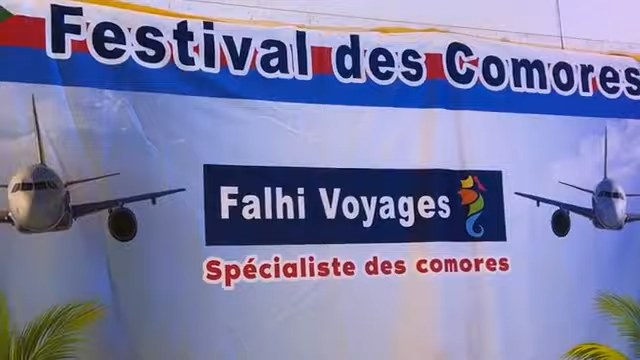 Festival des Comores
Falhi Voyages
Spécialiste des comores